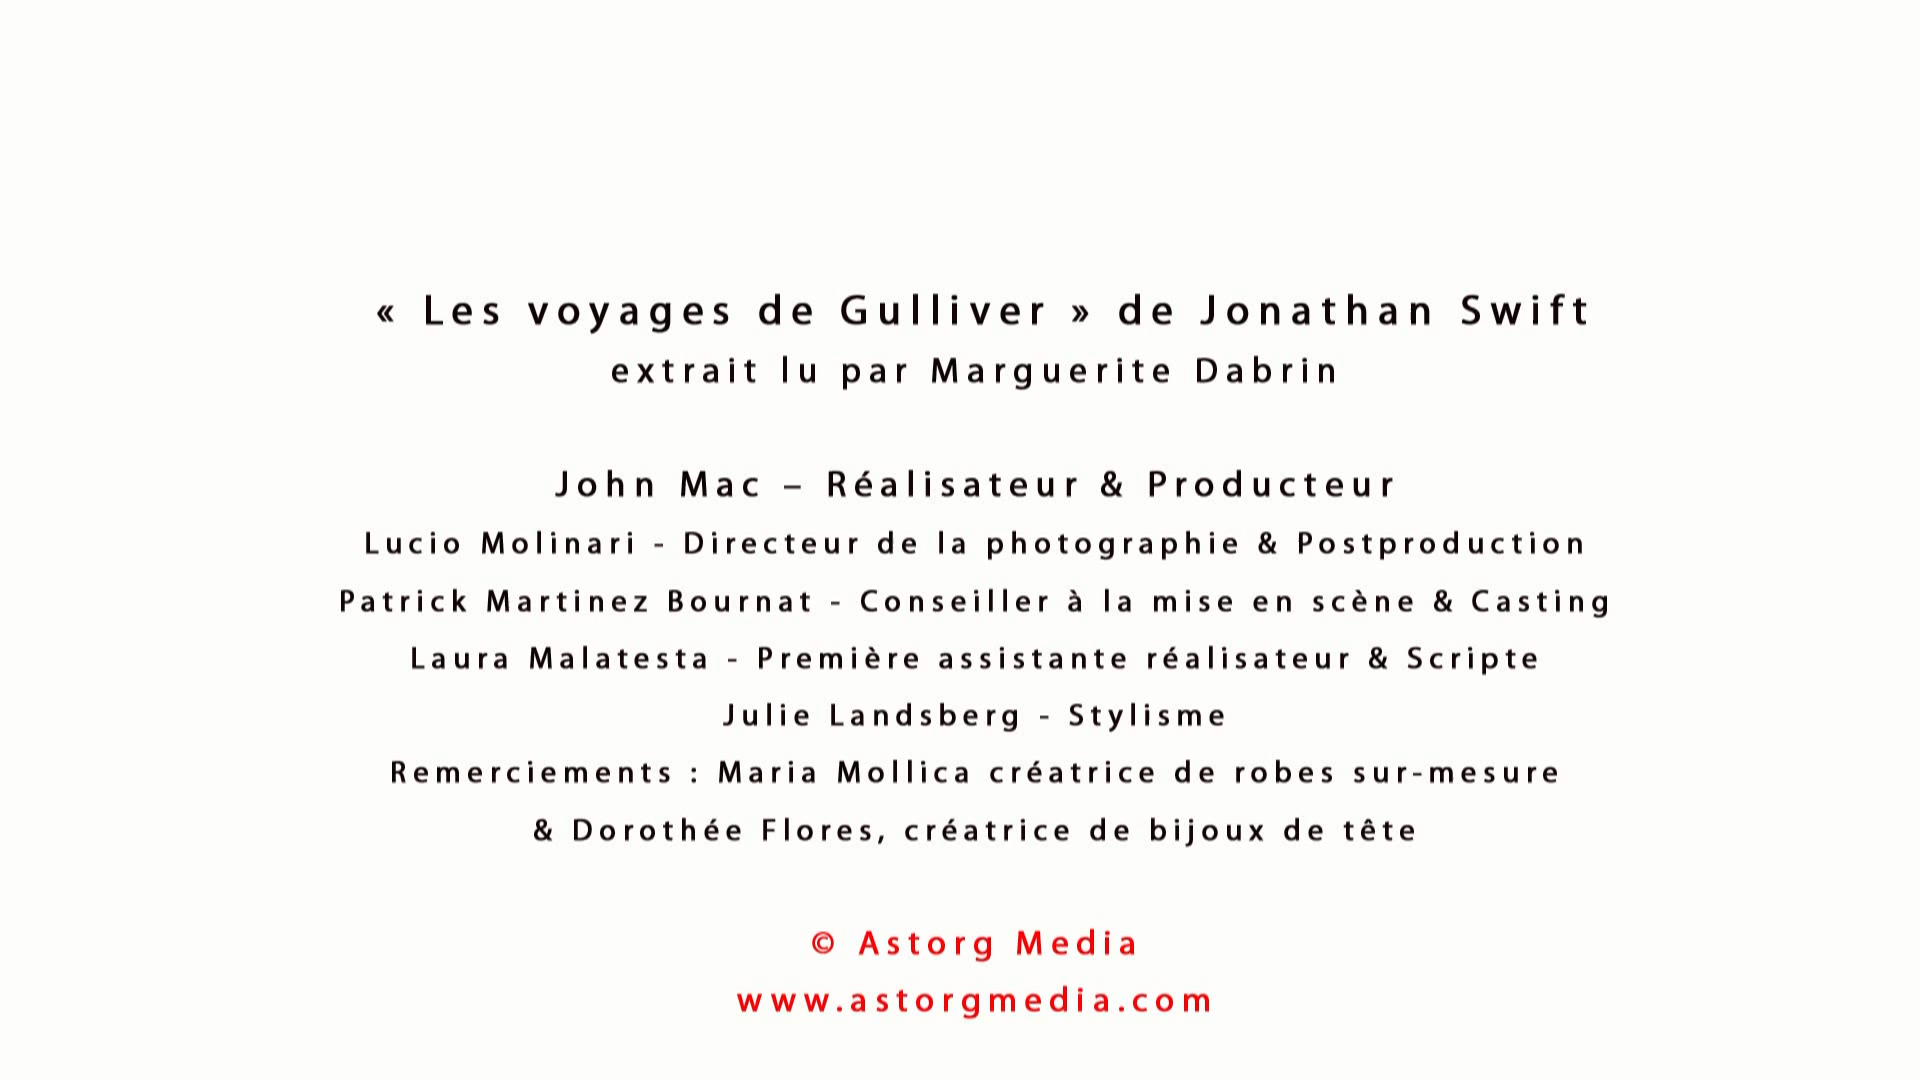 « Les voyages de Gulliver » de Jonathan Swift
extrait lu par Marguerite Dabrin
John Mac – Réalisateur & Producteur
Lucio Molinari - Directeur de la photographie & Postproduction
Patrick Martinez Bournat - Conseiller à la mise en scène & Casting
Laura Malatesta - Première assistante réalisateur & Scripte
Julie Landsberg - Stylisme
Remerciements : Maria Mollica créatrice de robes sur-mesure
& Dorothée Flores, créatrice de bijoux de tête
© Astorg Media
www.astorgmedia.com